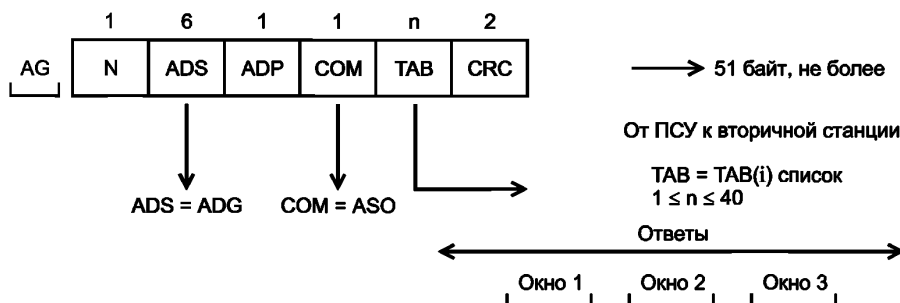 1 6 1 1 n 2
AG N ADS ADP COM TAB CRC
51 байт, не более
От ПСУ к вторичной станции
TAB = TAB(i) список
1 ≤ n ≤ 40
ADS = ADG COM = ASO
Ответы
Окно 1 Окно 2 Окно 3